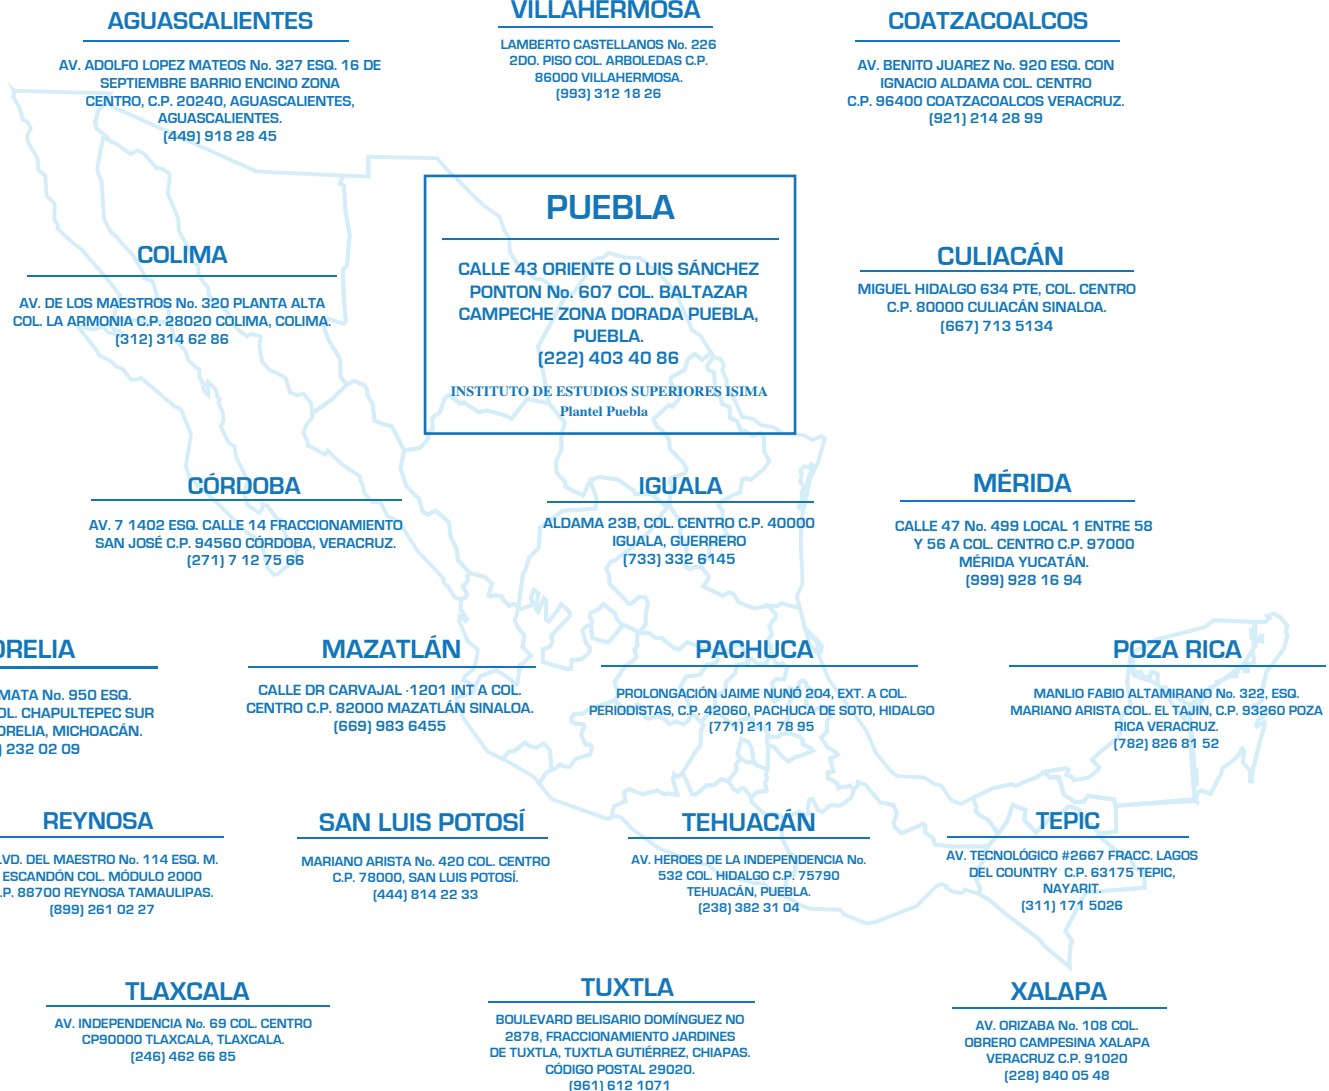 AGUASCALIENTES
AV. ADOLFO LOPEZ MATEOS No. 327 ESQ. 16 DE
SEPTIEMBRE BARRIO ENCINO ZONA
CENTRO, C.P. 20240, AGUASCALIENTES,
AGUASCALIENTES.
(449) 918 28 45
VILLAHERMOSA
LAMBERTO CASTELLANOS No. 226
2DO. PISO COL. ARBOLEDAS C.P.
86000 VILLAHERMOSA.
(993) 312 18 26
COATZACOALCOS
AV. BENITO JUAREZ No. 920 ESQ. CON
IGNACIO ALDAMA COL. CENTRO
C.P. 96400 COATZACOALCOS VERACRUZ.
(921) 214 28 99
COLIMA
AV. DE LOS MAESTROS No. 320 PLANTA ALTA
COL. LA ARMONIA C.P. 28020 COLIMA, COLIMA.
(312) 314 62 86
PUEBLA
CALLE 43 ORIENTE O LUIS SÁNCHEZ
PONTON No. 607 COL. BALTAZAR
CAMPECHE ZONA DORADA PUEBLA,
PUEBLA.
(222) 403 40 86
INSTITUTO DE ESTUDIOS SUPERIORES ISIMA
Plantel Puebla
CULIACÁN
MIGUEL HIDALGO 634 PTE, COL. CENTRO
C.P. 80000 CULIACÁN SINALOA.
(667) 713 5134
CÓRDOBA
AV. 7 1402 ESQ. CALLE 14 FRACCIONAMIENTO
SAN JOSÉ C.P. 94560 CÓRDOBA, VERACRUZ.
(271) 7 12 75 66
IGUALA
ALDAMA 23B, COL. CENTRO C.P. 40000
IGUALA, GUERRERO
(733) 332 6145
MÉRIDA
CALLE 47 No. 499 LOCAL 1 ENTRE 58
Y 56 A COL. CENTRO C.P. 97000
MÉRIDA YUCATÁN.
(999) 928 16 94
ORELIA
MATA No. 950 ESQ.
OL. CHAPULTEPEC SUR
ORELIA, MICHOACÁN.
) 232 02 09
MAZATLÁN
CALLE DR CARVAJAL ·1201 INT A COL.
CENTRO C.P. 82000 MAZATLÁN SINALOA.
(669) 983 6455
PACHUCA
PROLONGACIÓN JAIME NUNÓ 204, EXT. A COL.
PERIODISTAS, C.P. 42060, PACHUCA DE SOTO, HIDALGO
(771) 211 78 95
POZA RICA
MANLIO FABIO ALTAMIRANO No. 322, ESQ.
MARIANO ARISTA COL. EL TAJIN, C.P. 93260 POZA
RICA VERACRUZ.
(782) 826 81 52
REYNOSA
LVD. DEL MAESTRO No. 114 ESQ. M.
ESCANDÓN COL. MÓDULO 2000
.P. 88700 REYNOSA TAMAULIPAS.
(899) 261 02 27
SAN LUIS POTOSÍ
MARIANO ARISTA No. 420 COL. CENTRO
C.P. 78000, SAN LUIS POTOSÍ.
(444) 814 22 33
TEHUACÁN
AV. HEROES DE LA INDEPENDENCIA No.
532 COL. HIDALGO C.P. 75790
TEHUACÁN, PUEBLA.
(238) 382 31 04
TEPIC
AV. TECNOLÓGICO #2667 FRACC. LAGOS
DEL COUNTRY C.P. 63175 TEPIC,
NAYARIT.
(311) 171 5026
TLAXCALA
AV. INDEPENDENCIA No. 69 COL. CENTRO
CP90000 TLAXCALA, TLAXCALA.
(246) 462 66 85
TUXTLA
BOULEVARD BELISARIO DOMÍNGUEZ NO
2878, FRACCIONAMIENTO JARDINES
DE TUXTLA, TUXTLA GUTIÉRREZ, CHIAPAS.
CÓDIGO POSTAL 29020.
(961) 612 1071
XALAPA
AV. ORIZABA No. 108 COL.
OBRERO CAMPESINA XALAPA
VERACRUZ C.P. 91020
(228) 840 05 48